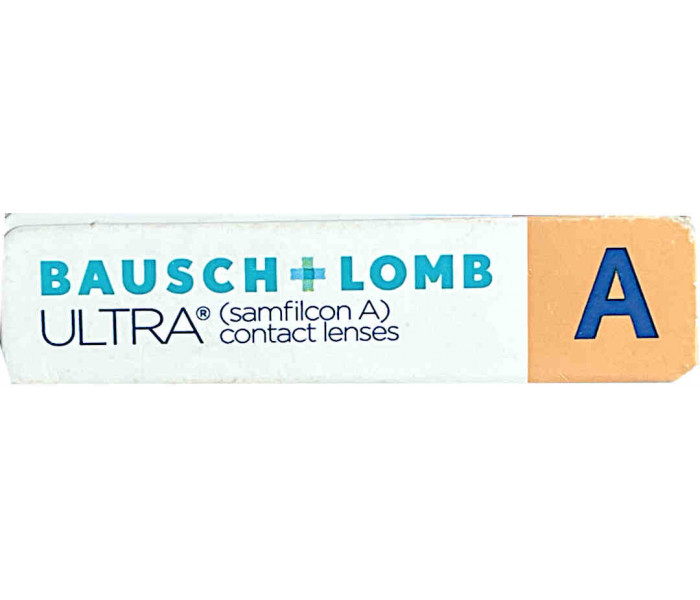 BAUSCH + LOMB
ULTRA® (samfilcon A)
contact lenses
A